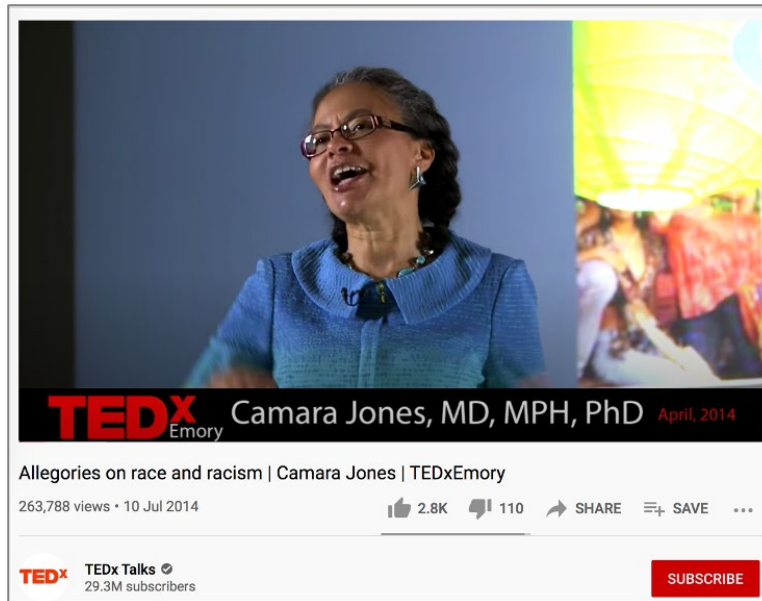 TEDx Emory Camara Jones, MD, MPH, PhD April, 2014
Allegories on race and racism | Camara Jones | TEDxEmory
263,788 views • 10 Jul 2014 2.8K 110 SHARE SAVE
TEDx TEDx Talks
29.3M subscribers SUBSCRIBE